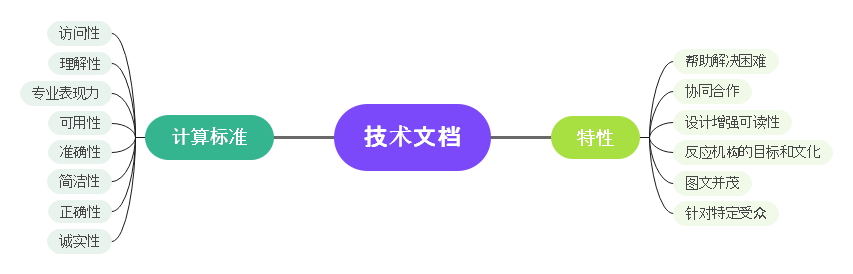 技术文档
计算标准
访问性
理解性
专业表现力
可用性
准确性
简洁性
正确性
诚实性
特性
帮助解决困难
协同合作
设计增强可读性
反应机构的目标和文化
图文并茂
针对特定受众